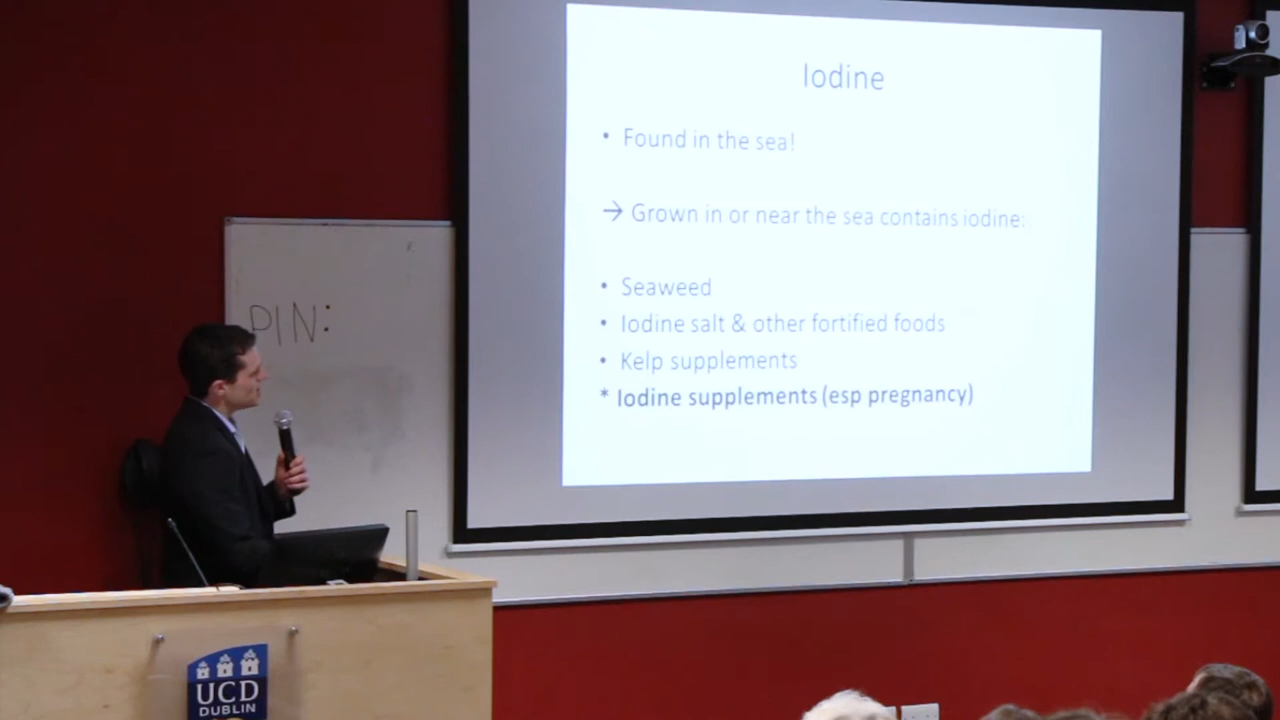 Iodine
• Found in the sea!
→ Grown in or near the sea contains iodine:
• Seaweed
• Iodine salt & other fortified foods
• Kelp supplements
* Iodine supplements (esp pregnancy)
PIN:
UCD
DUBLIN